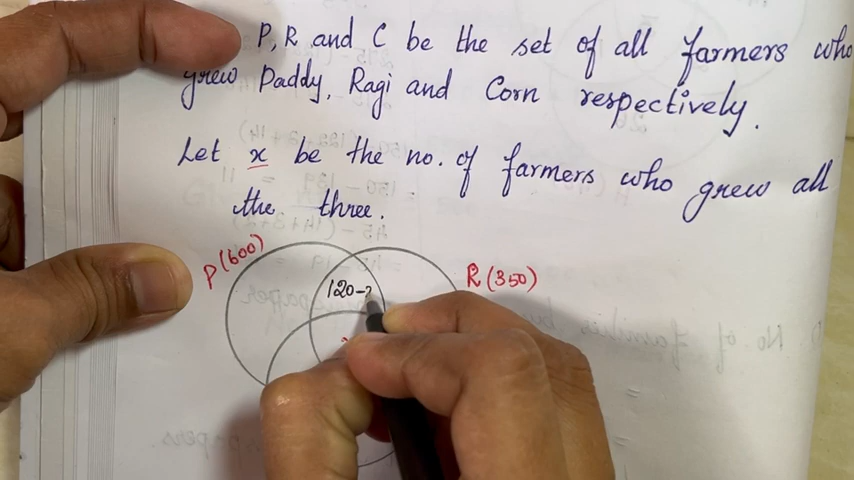 P, R and C be the set of all farmers who
grew Paddy, Ragi and Corn respectively.
Let x be the no. of farmers who grew all
the three.
P(600)
R(350)
120-